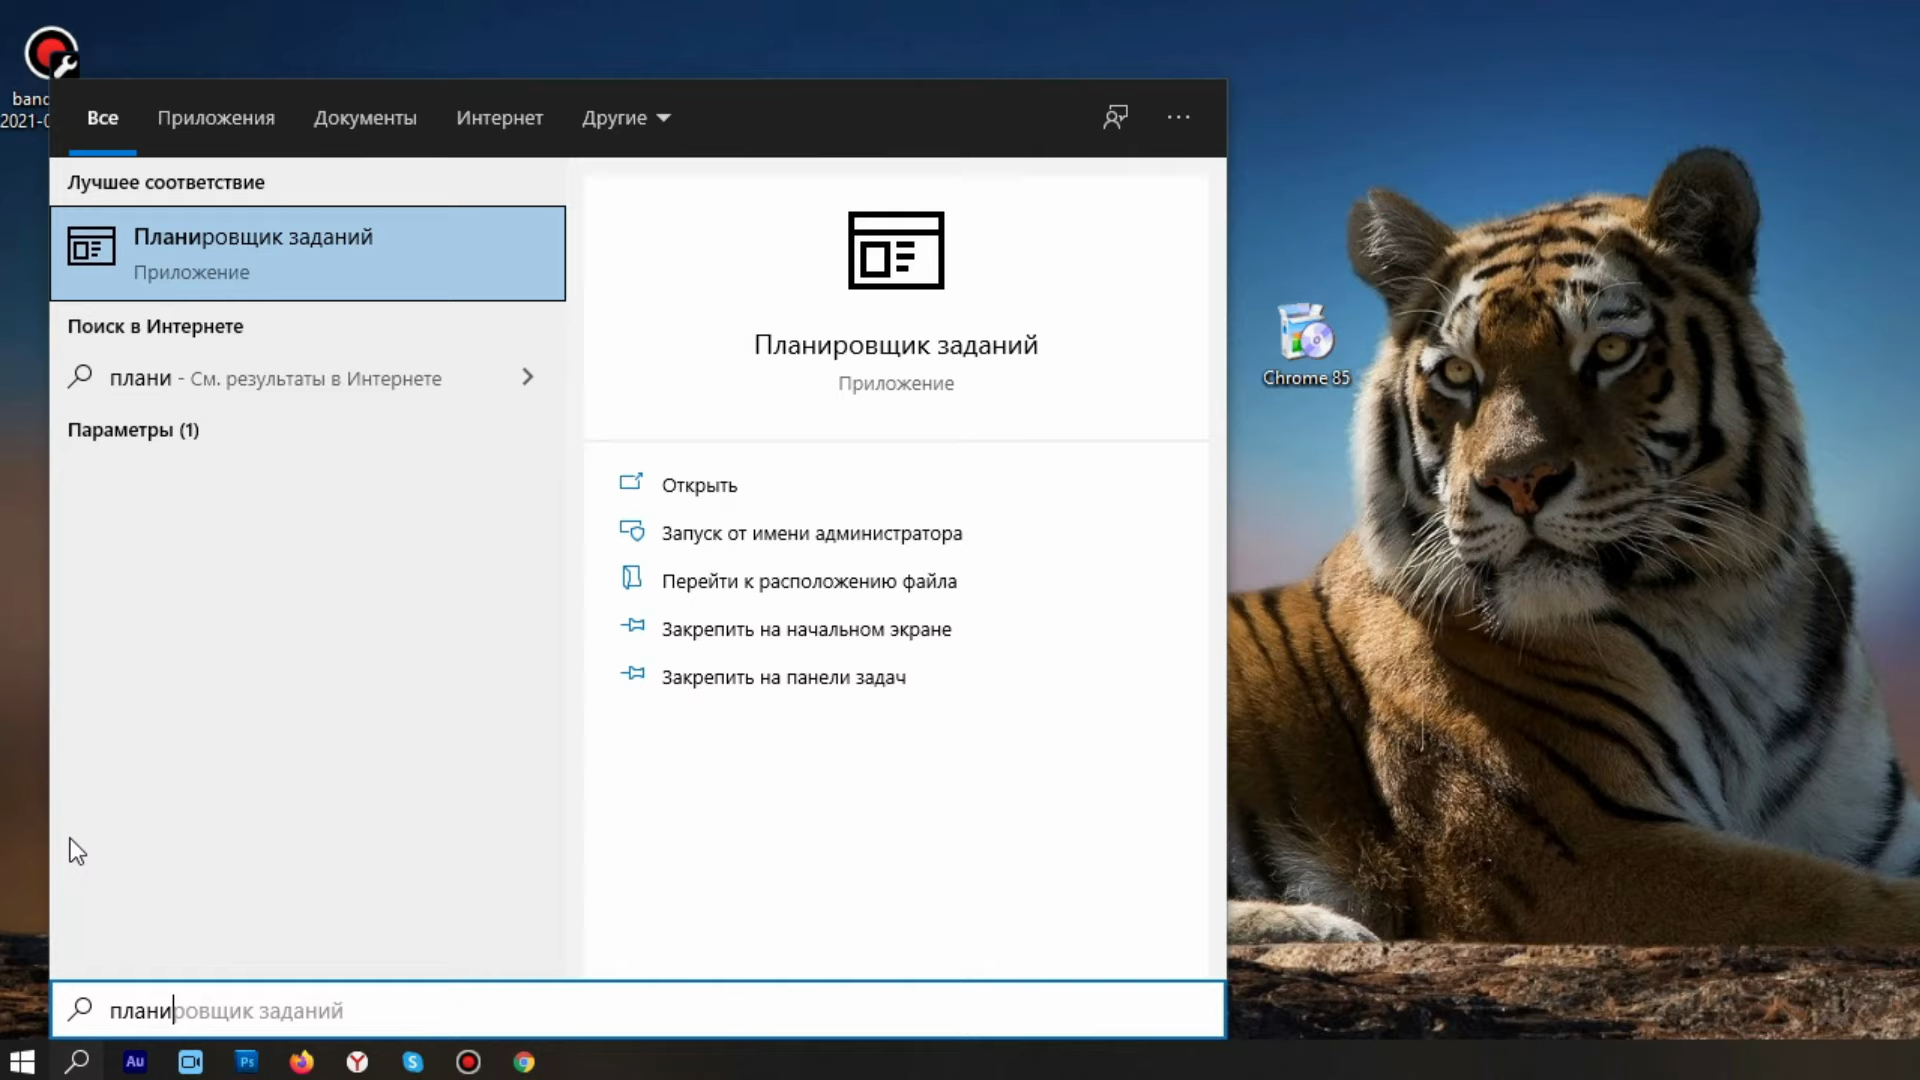 2021-0
Все Приложения Документы Интернет Другие
Лучшее соответствие
Планировщик заданий
Приложение
Поиск в Интернете
плани - См. результаты в Интернете
Параметры (1)
Планировщик заданий
Приложение
Открыть
Запуск от имени администратора
Перейти к расположению файла
Закрепить на начальном экране
Закрепить на панели задач
Chrome 85
планировщик заданий
Au Ps